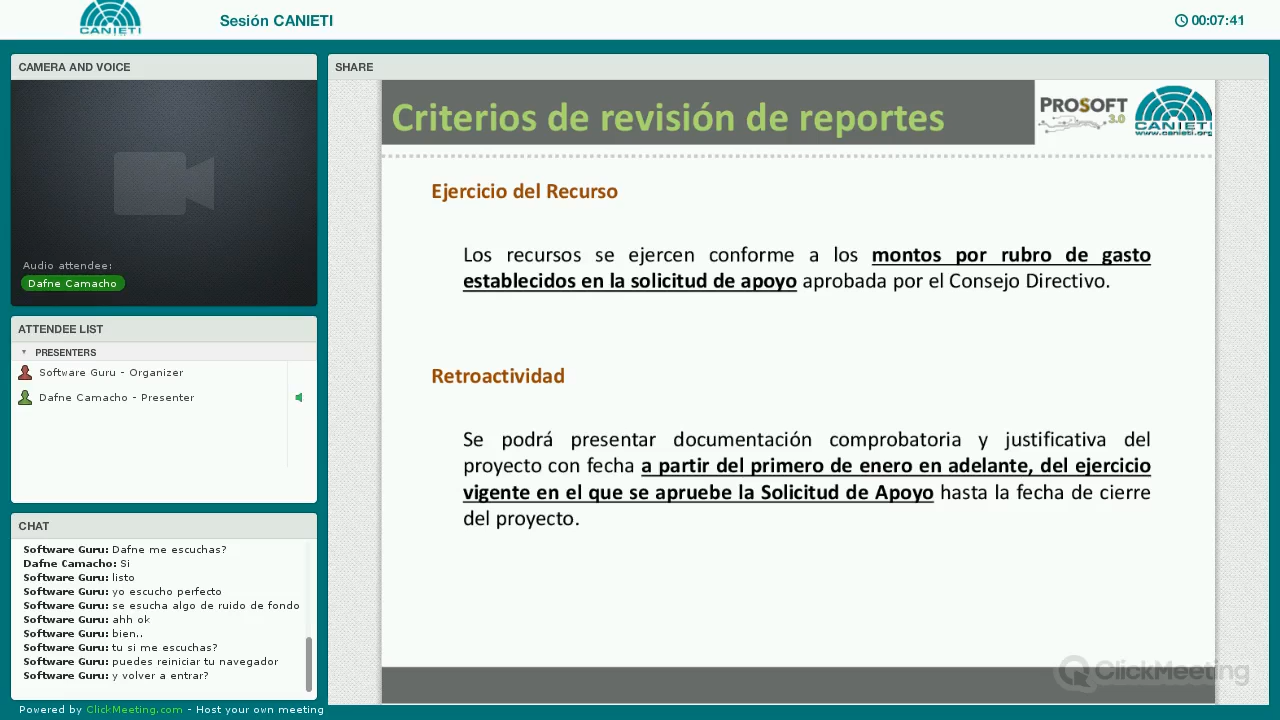 CANIETI
Sesión CANIETI
00:07:41
CAMERA AND VOICE
Audio attendee:
Dafne Camacho
ATTENDEE LIST
PRESENTERS
Software Guru - Organizer
Dafne Camacho - Presenter
CHAT
Software Guru: Dafne me escuchas?
Dafne Camacho: Si
Software Guru: listo
Software Guru: yo escucho perfecto
Software Guru: se esucha algo de ruido de fondo
Software Guru: ahh ok
Software Guru: bien..
Software Guru: tu si me escuchas?
Software Guru: puedes reiniciar tu navegador
Software Guru: y volver a entrar?
Powered by ClickMeeting.com - Host your own meeting
SHARE
Criterios de revisión de reportes
PROSOFT
3.0
CANIETI
www.canieti.org
Ejercicio del Recurso
Los recursos se ejercen conforme a los montos por rubro de gasto
establecidos en la solicitud de apoyo aprobada por el Consejo Directivo.
Retroactividad
Se podrá presentar documentación comprobatoria y justificativa del
proyecto con fecha a partir del primero de enero en adelante, del ejercicio
vigente en el que se apruebe la Solicitud de Apoyo hasta la fecha de cierre
del proyecto.
ClickMeeting